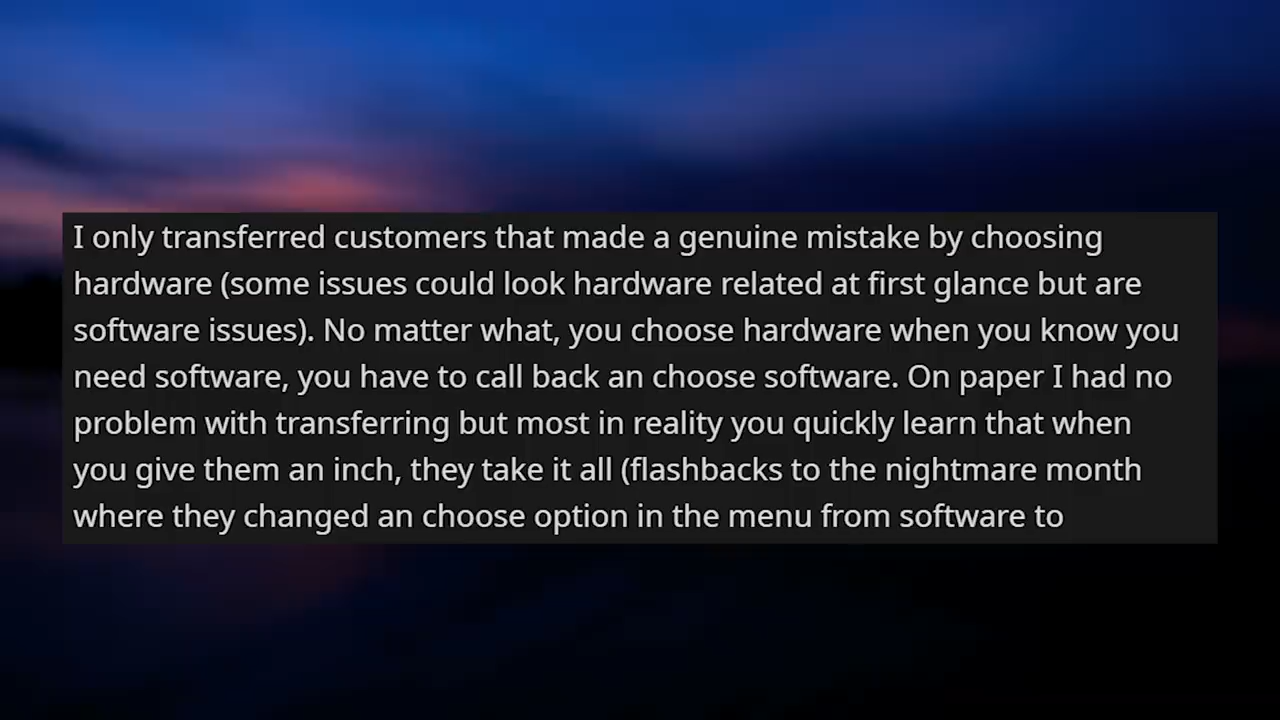 I only transferred customers that made a genuine mistake by choosing
hardware (some issues could look hardware related at first glance but are
software issues). No matter what, you choose hardware when you know you
need software, you have to call back an choose software. On paper I had no
problem with transferring but most in reality you quickly learn that when
you give them an inch, they take it all (flashbacks to the nightmare month
where they changed an choose option in the menu from software to